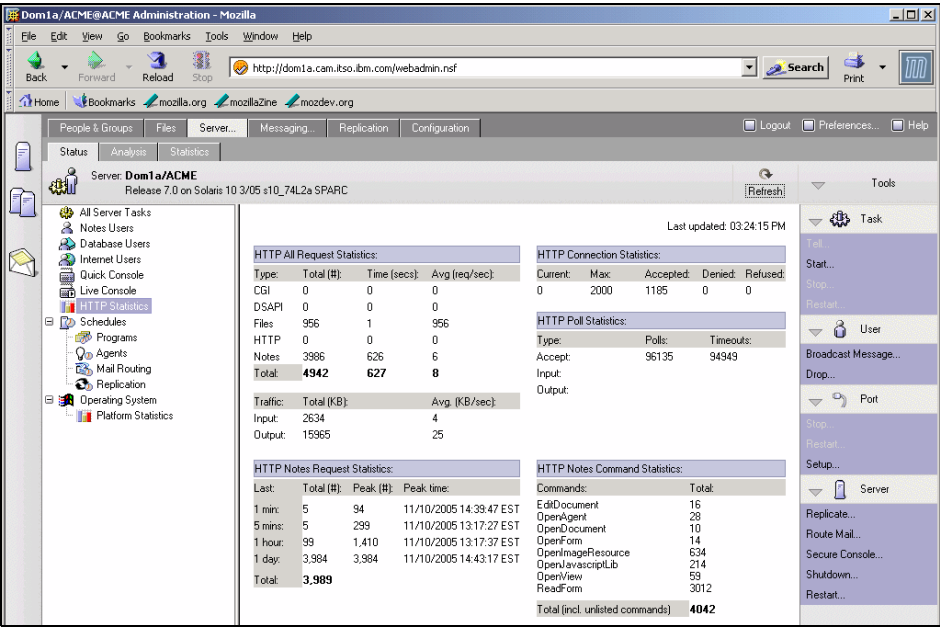 Dom1a/ACME@ACME Administration - Mozilla
File Edit View Go Bookmarks Tools Window Help
Back Forward Reload Stop http://dom1a.cam.itso.ibm.com/webadmin.nsf Search Print
Home Bookmarks mozilla.org mozillaZine mozdev.org
People & Groups Files Server... Messaging... Replication Configuration Logout Preferences... Help
Status Analysis Statistics
Server: Dom1a/ACME
Release 7.0 on Solaris 10 3/05 s10_74L2a SPARC
Refresh
Tools
All Server Tasks
Notes Users
Database Users
Internet Users
Quick Console
Live Console
HTTP Statistics
Schedules
Programs
Agents
Mail Routing
Replication
Operating System
Platform Statistics
Last updated: 03:24:15 PM
HTTP All Request Statistics:
Type: Total (#): Time (secs): Avg (req/sec):
CGI 0 0 0
DSAPI 0 0 0
Files 956 1 956
HTTP 0 0 0
Notes 3986 626 6
Total: 4942 627 8
Traffic: Total (KB): Avg. (KB/sec):
Input: 2634 4
Output: 15965 25
HTTP Connection Statistics:
Current: Max: Accepted: Denied: Refused:
0 2000 1185 0 0
HTTP Poll Statistics:
Type: Polls: Timeouts:
Accept: 96135 94949
Input:
Output:
HTTP Notes Request Statistics:
Last: Total (#): Peak (#): Peak time:
1 min: 5 94 11/10/2005 14:39:47 EST
5 mins: 5 299 11/10/2005 13:17:27 EST
1 hour: 99 1,410 11/10/2005 13:17:37 EST
1 day: 3,984 3,984 11/10/2005 14:43:17 EST
Total: 3,989
HTTP Notes Command Statistics:
Commands: Total:
EditDocument 16
OpenAgent 28
OpenDocument 10
OpenForm 14
OpenImageResource 634
OpenJavascriptLib 214
OpenView 59
ReadForm 3012
Total (incl. unlisted commands) 4042
Task
Tell...
Start...
Stop...
Restart...
User
Broadcast Message...
Drop...
Port
Stop...
Restart...
Setup...
Server
Replicate...
Route Mail...
Secure Console...
Shutdown...
Restart...